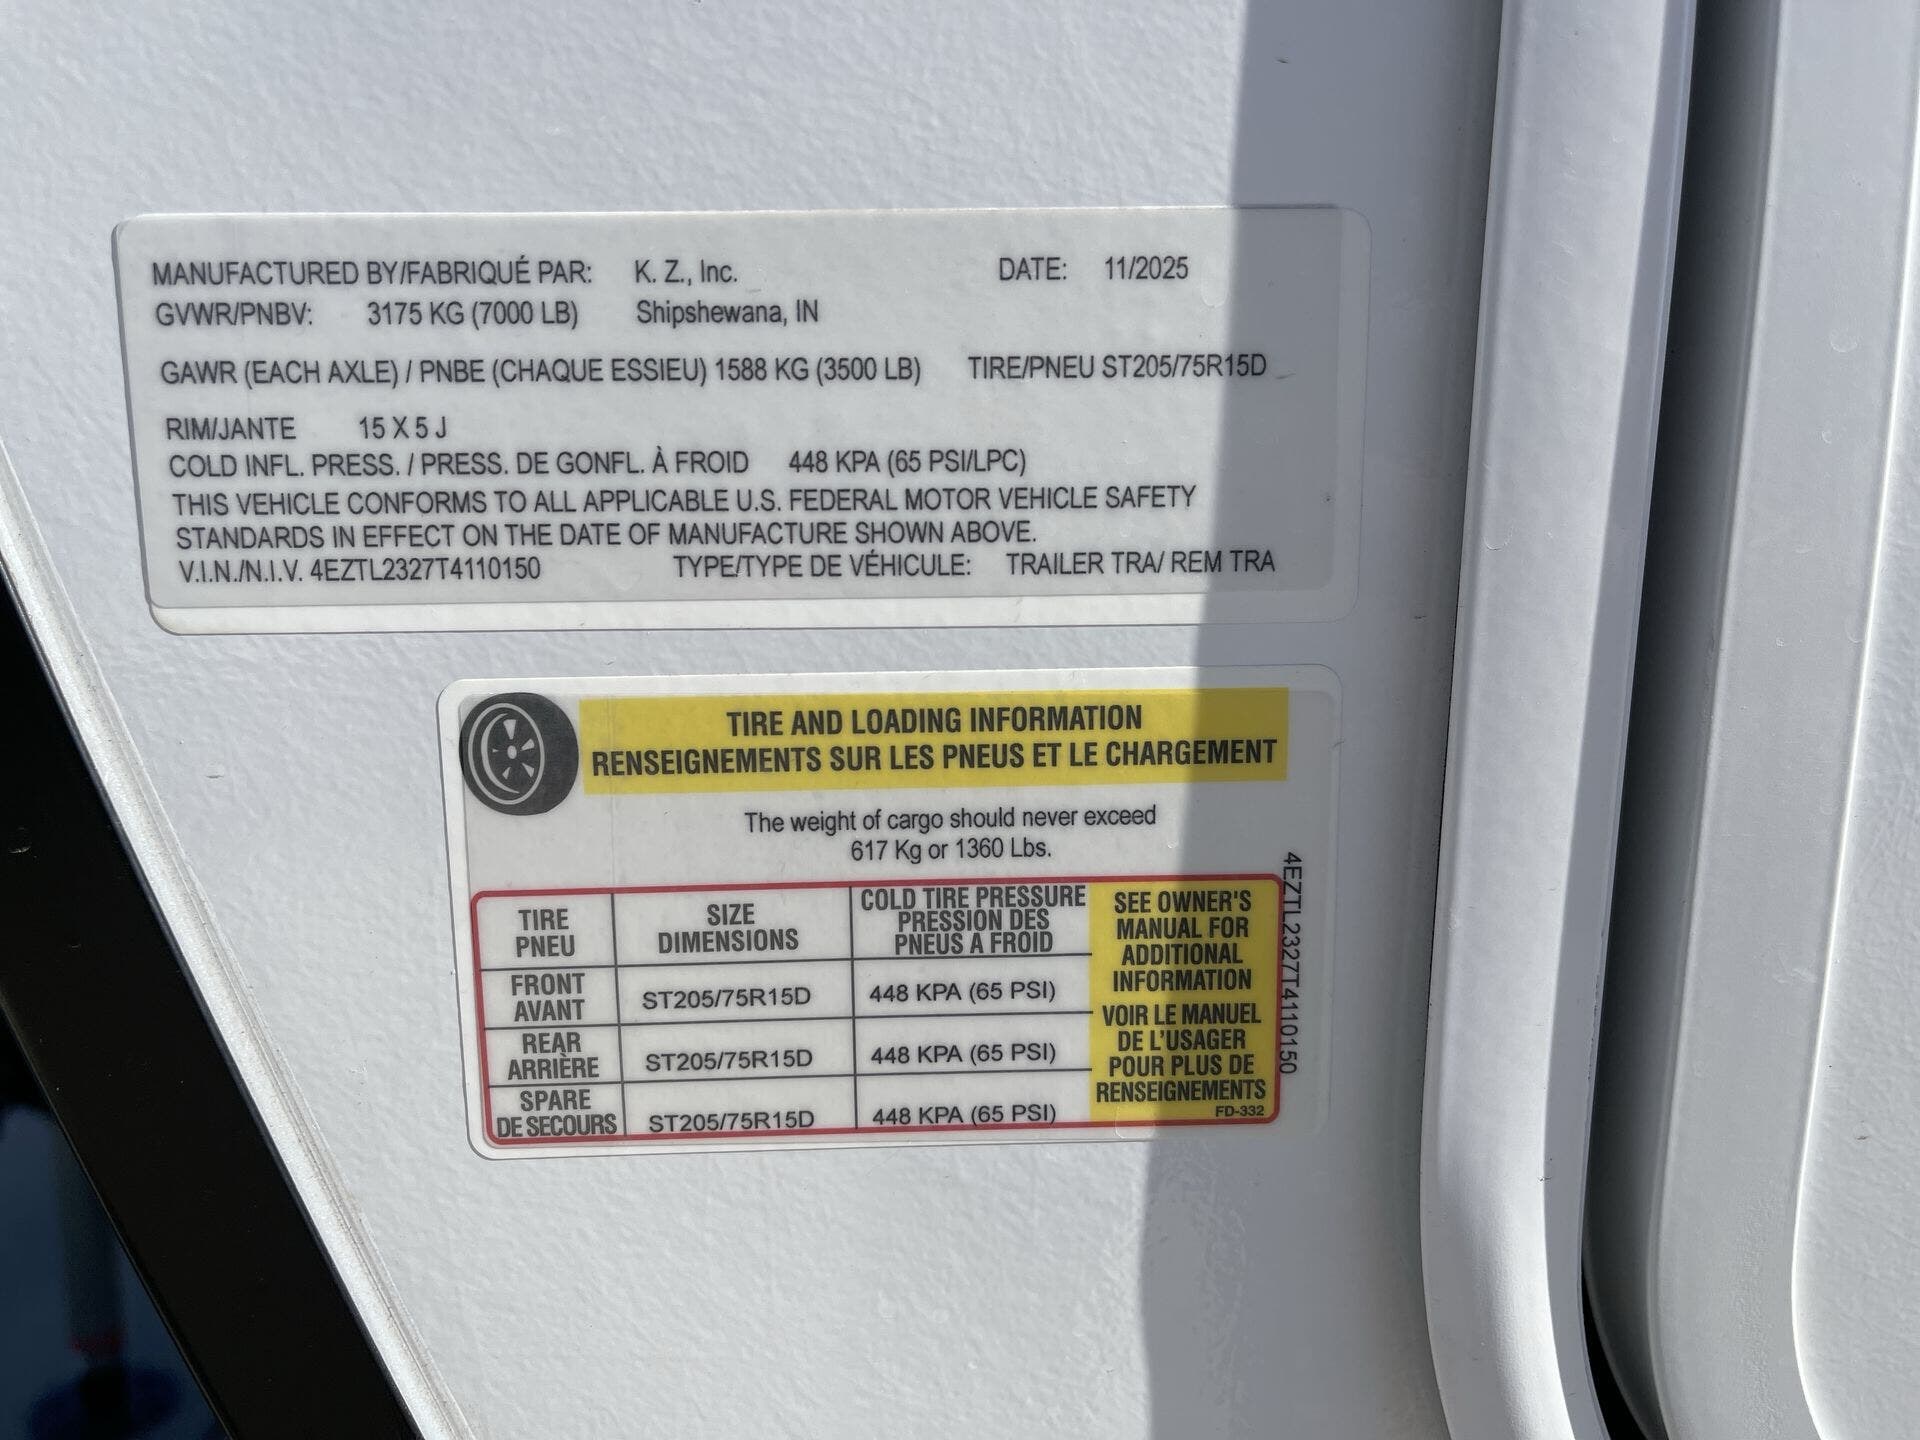 MANUFACTURED BY/FABRIQUÉ PAR: K. Z., Inc. DATE: 11/2025
GVWR/PNBV: 3175 KG (7000 LB) Shipshewana, IN
GAWR (EACH AXLE) / PNBE (CHAQUE ESSIEU) 1588 KG (3500 LB) TIRE/PNEU ST205/75R15D
RIM/JANTE 15 X 5 J
COLD INFL. PRESS. / PRESS. DE GONFL. À FROID 448 KPA (65 PSI/LPC)
THIS VEHICLE CONFORMS TO ALL APPLICABLE U.S. FEDERAL MOTOR VEHICLE SAFETY
STANDARDS IN EFFECT ON THE DATE OF MANUFACTURE SHOWN ABOVE.
V.I.N./N.I.V. 4EZTL2327T4110150 TYPE/TYPE DE VÉHICULE: TRAILER TRA/ REM TRA
TIRE AND LOADING INFORMATION
RENSEIGNEMENTS SUR LES PNEUS ET LE CHARGEMENT
The weight of cargo should never exceed
617 Kg or 1360 Lbs.
TIRE
PNEU
SIZE
DIMENSIONS
COLD TIRE PRESSURE
PRESSION DES
PNEUS A FROID
FRONT
AVANT
ST205/75R15D
448 KPA (65 PSI)
REAR
ARRIÈRE
ST205/75R15D
448 KPA (65 PSI)
SPARE
DE SECOURS
ST205/75R15D
448 KPA (65 PSI)
SEE OWNER'S
MANUAL FOR
ADDITIONAL
INFORMATION
VOIR LE MANUEL
DE L'USAGER
POUR PLUS DE
RENSEIGNEMENTS
FD-332
4EZTL2327T4110150